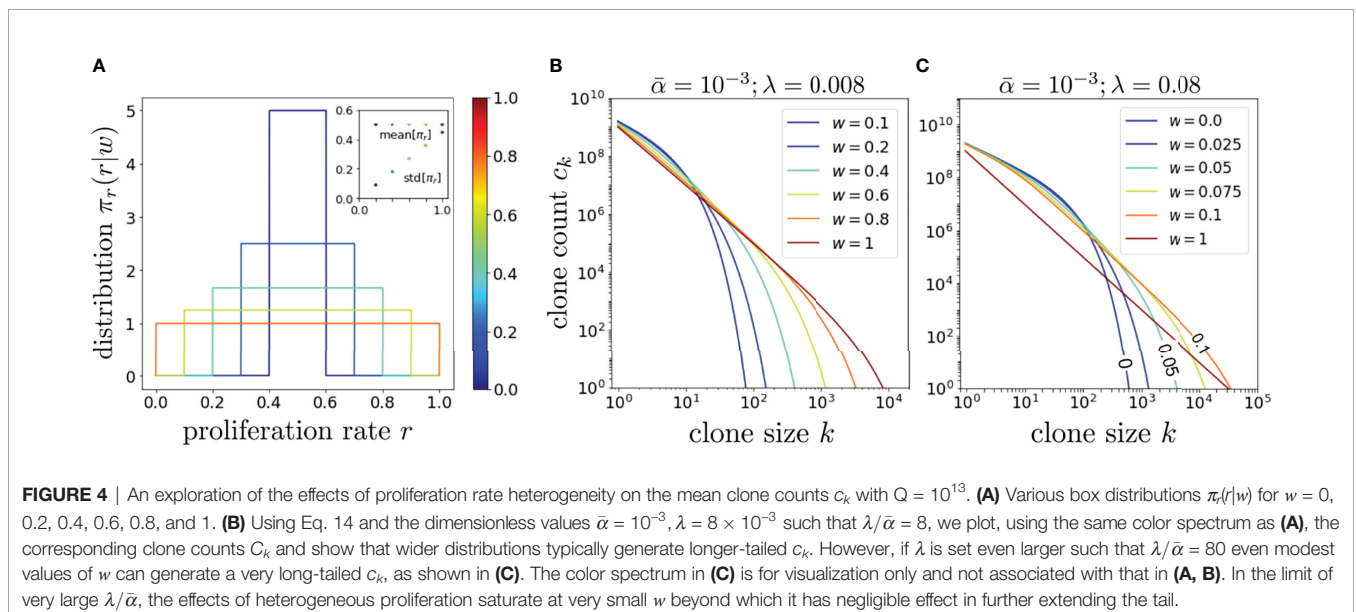 A
distribution π_r(r|w)
5
4
3
2
1
0
0.0 0.2 0.4 0.6 0.8 1.0
proliferation rate r
0.6
0.4
0.2
0.0
0.0 0.5 1.0
mean[π_r]
std[π_r]
1.0
0.8
0.6
0.4
0.2
0.0
B
ᾱ = 10⁻³; λ = 0.008
clone count c_k
10¹⁰
10⁸
10⁶
10⁴
10²
10⁰
10⁰ 10¹ 10² 10³ 10⁴
clone size k
w = 0.1
w = 0.2
w = 0.4
w = 0.6
w = 0.8
w = 1
C
ᾱ = 10⁻³; λ = 0.08
10¹⁰
10⁸
10⁶
10⁴
10²
10⁰
10⁰ 10¹ 10² 10³ 10⁴ 10⁵
clone size k
w = 0.0
w = 0.025
w = 0.05
w = 0.075
w = 0.1
w = 1
0
0.05
0.1
FIGURE 4 | An exploration of the effects of proliferation rate heterogeneity on the mean clone counts c_k with Q = 10¹³. (A) Various box distributions π_r(r|w) for w = 0,
0.2, 0.4, 0.6, 0.8, and 1. (B) Using Eq. 14 and the dimensionless values ᾱ = 10⁻³, λ = 8 × 10⁻³ such that λ/ᾱ = 8, we plot, using the same color spectrum as (A), the
corresponding clone counts C_k and show that wider distributions typically generate longer-tailed c_k. However, if λ is set even larger such that λ/ᾱ = 80 even modest
values of w can generate a very long-tailed c_k, as shown in (C). The color spectrum in (C) is for visualization only and not associated with that in (A, B). In the limit of
very large λ/ᾱ, the effects of heterogeneous proliferation saturate at very small w beyond which it has negligible effect in further extending the tail.